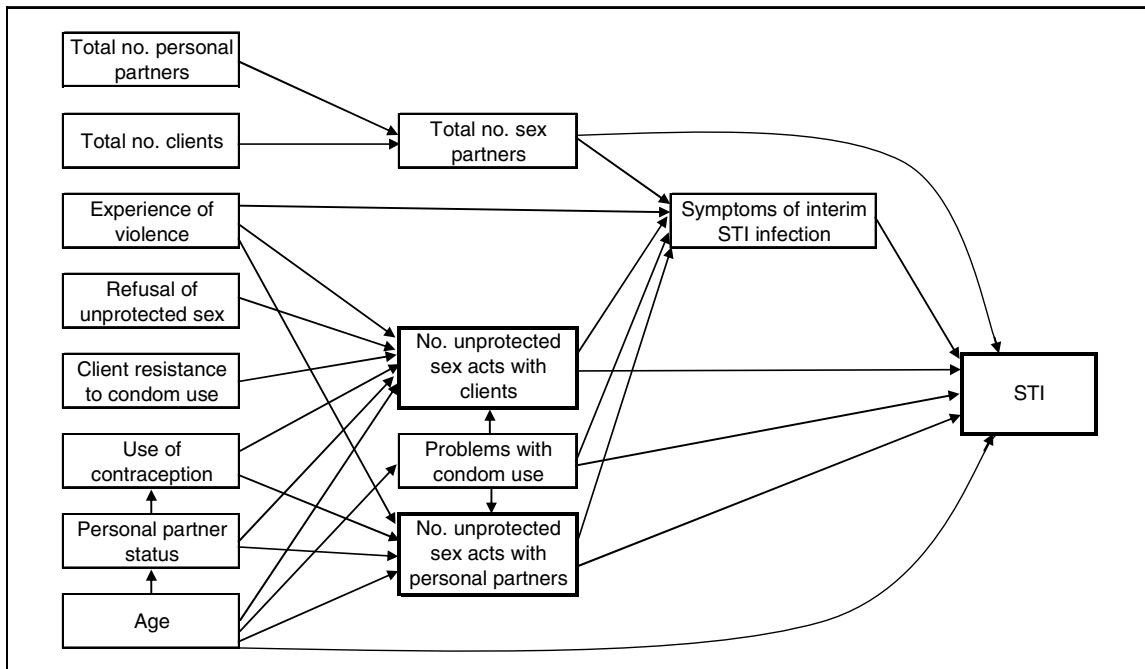 Total no. personal
partners
Total no. clients
Total no. sex
partners
Experience of
violence
Symptoms of interim
STI infection
Refusal of
unprotected sex
No. unprotected
sex acts with
clients
Client resistance
to condom use
STI
Use of
contraception
Problems with
condom use
Personal partner
status
No. unprotected
sex acts with
personal partners
Age